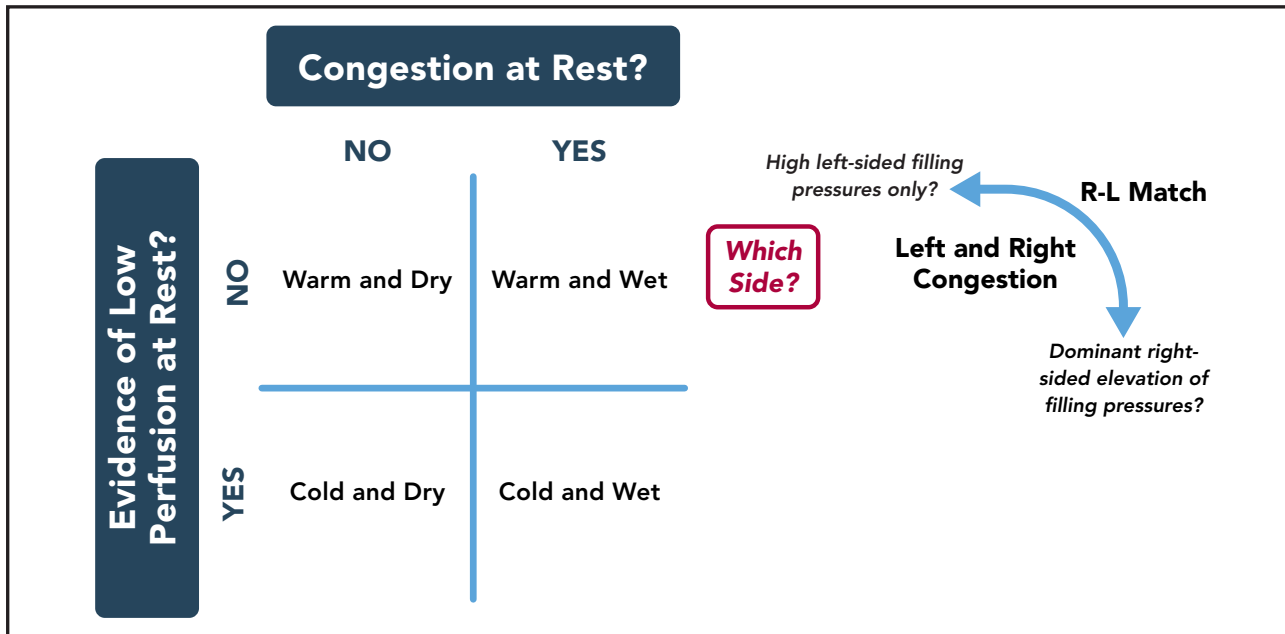 Congestion at Rest?
NO
YES
Evidence of Low
Perfusion at Rest?
NO
YES
Warm and Dry
Warm and Wet
Cold and Dry
Cold and Wet
Which
Side?
High left-sided filling
pressures only?
R-L Match
Left and Right
Congestion
Dominant right-
sided elevation of
filling pressures?